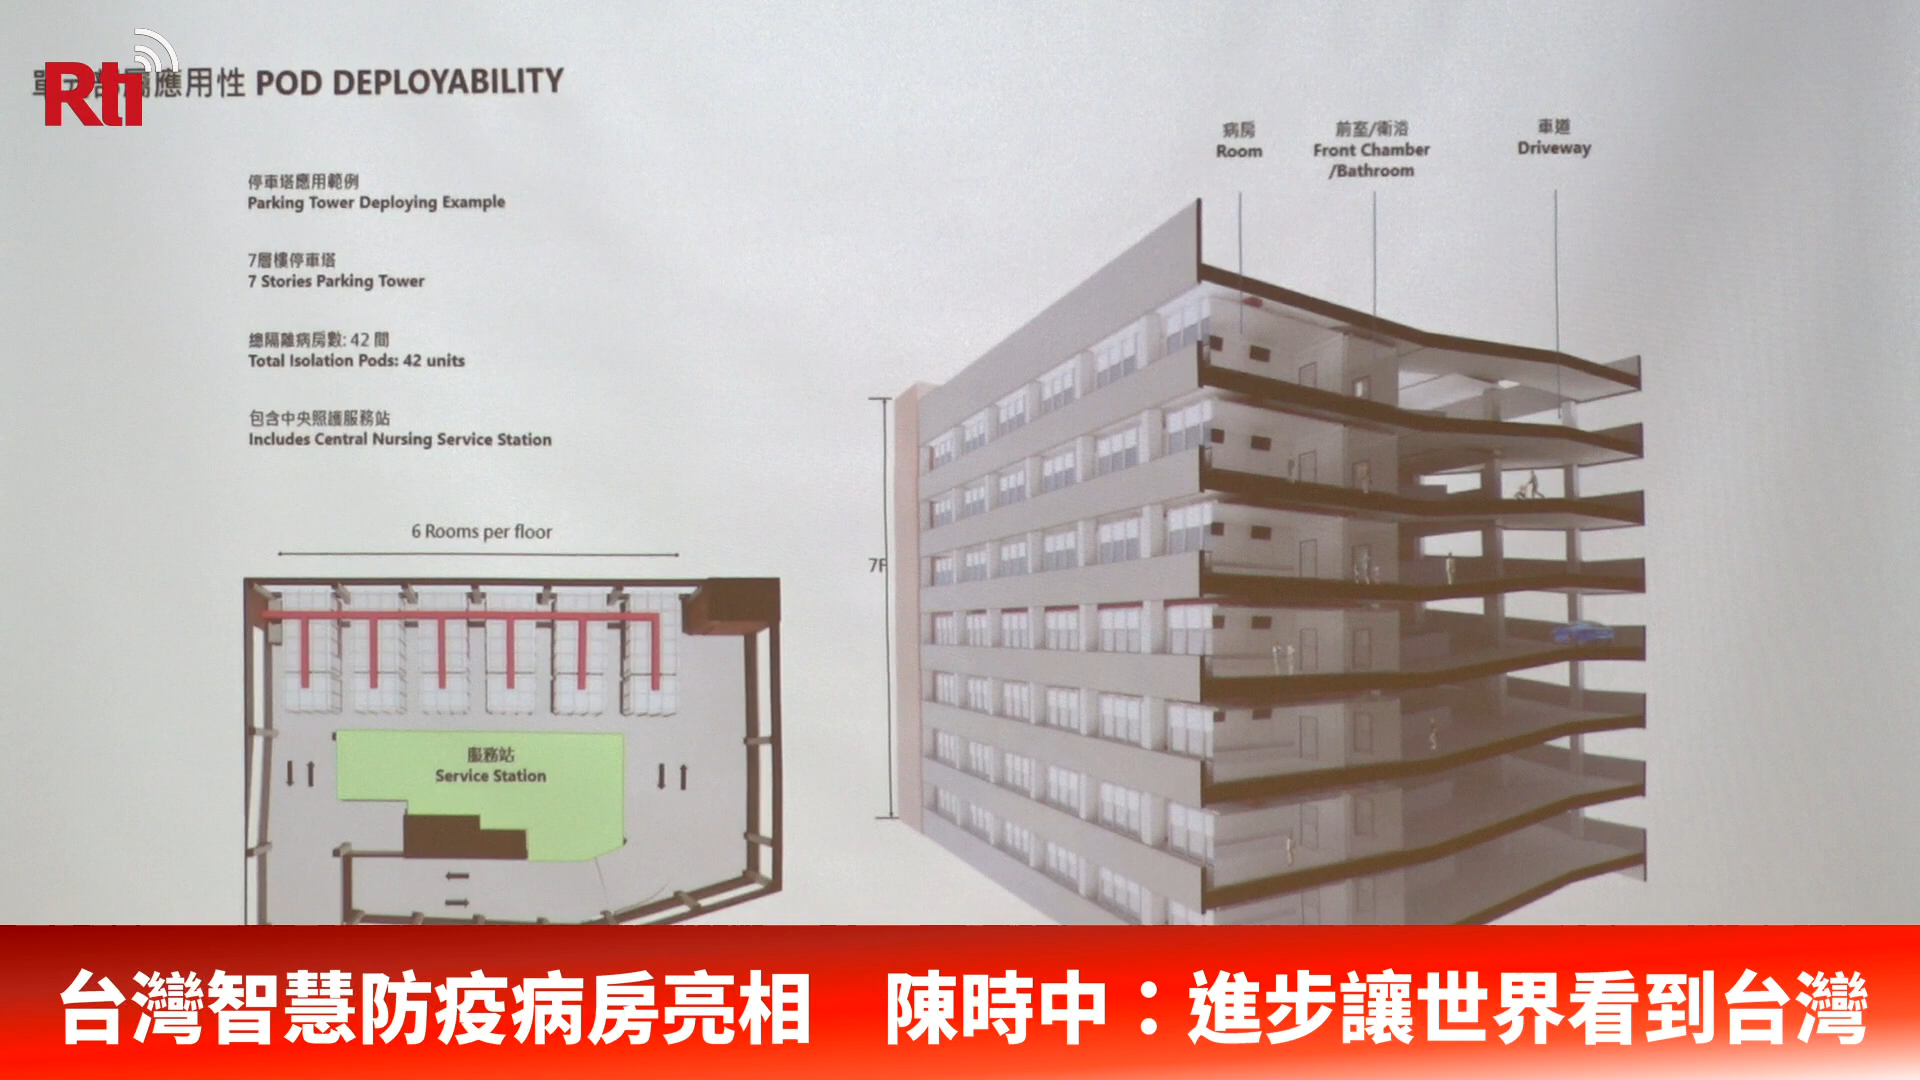 Rti
應用性 POD DEPLOYABILITY
停車塔應用範例
Parking Tower Deploying Example
7層樓停車塔
7 Stories Parking Tower
總隔離病房數: 42 間
Total Isolation Pods: 42 units
包含中央照護服務站
Includes Central Nursing Service Station
病房
Room
前室/衛浴
Front Chamber
/Bathroom
車道
Driveway
6 Rooms per floor
7F
服務站
Service Station
台灣智慧防疫病房亮相 陳時中：進步讓世界看到台灣